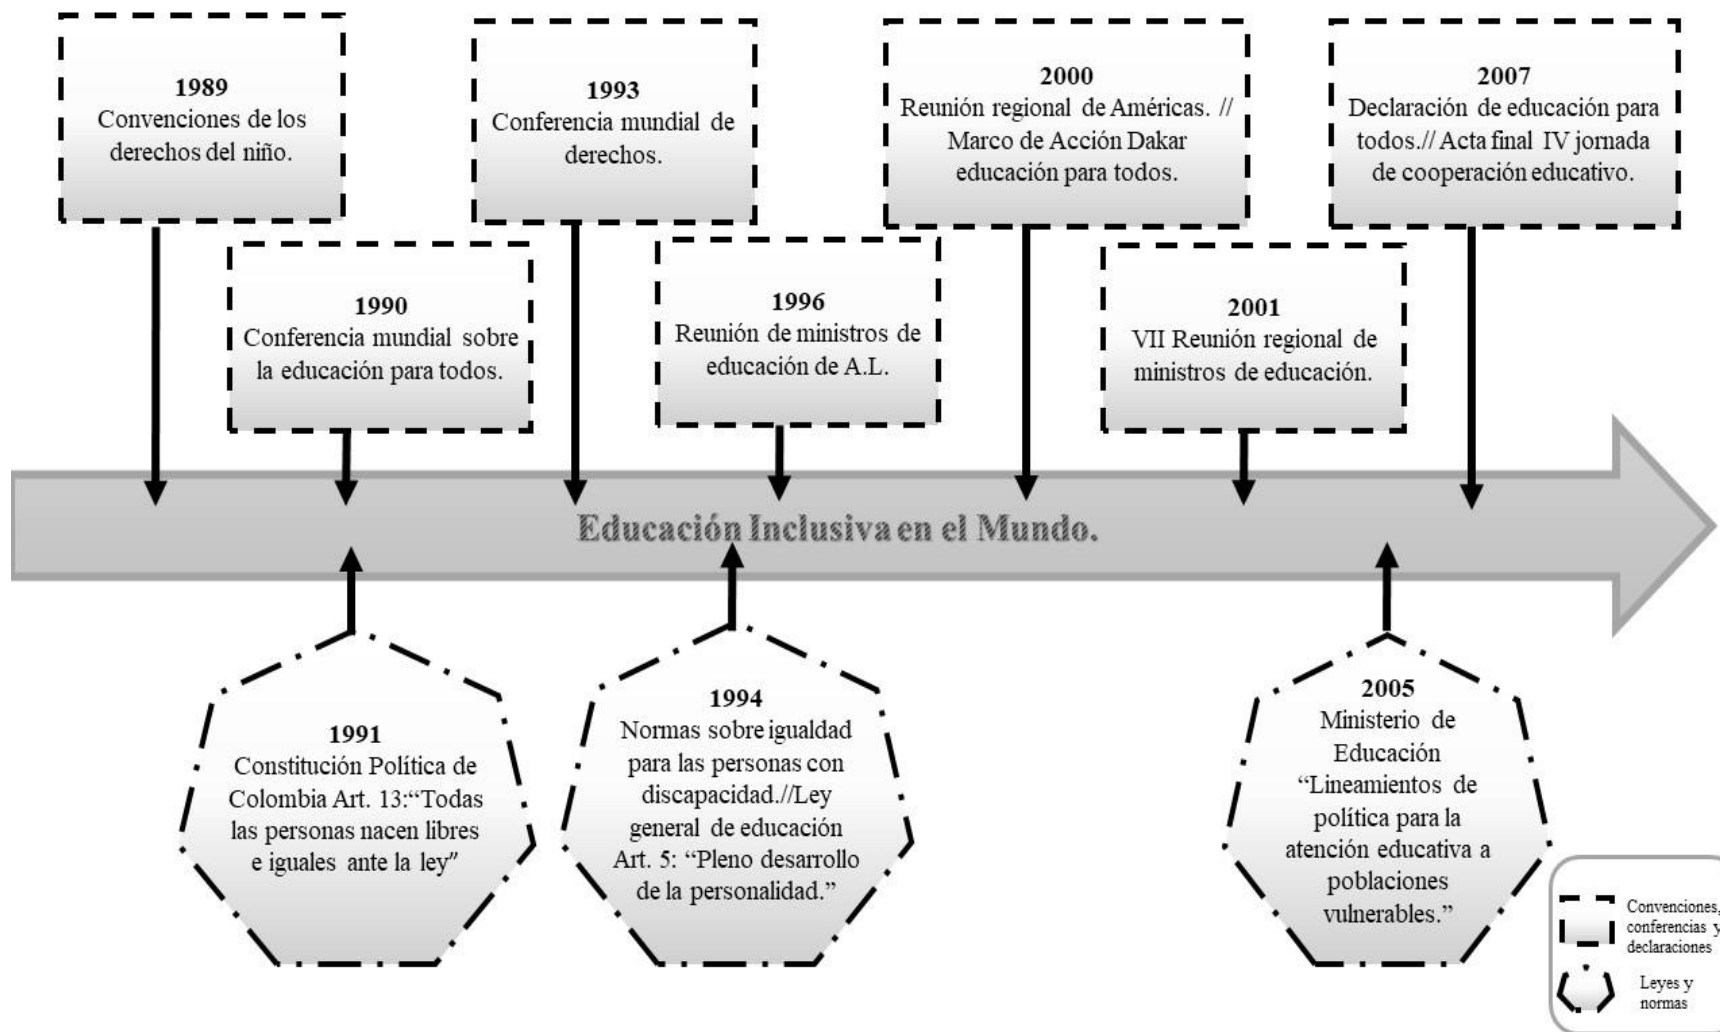 1989
Convenciones de los
derechos del niño.
1993
Conferencia mundial de
derechos.
2000
Reunión regional de Américas. //
Marco de Acción Dakar
educación para todos.
2007
Declaración de educación para
todos.// Acta final IV jornada
de cooperación educativo.
1990
Conferencia mundial sobre
la educación para todos.
1996
Reunión de ministros de
educación de A.L.
2001
VII Reunión regional de
ministros de educación.
Educación Inclusiva en el Mundo.
1991
Constitución Política de
Colombia Art. 13:“Todas
las personas nacen libres
e iguales ante la ley”
1994
Normas sobre igualdad
para las personas con
discapacidad.//Ley
general de educación
Art. 5: “Pleno desarrollo
de la personalidad.”
2005
Ministerio de
Educación
“Lineamientos de
política para la
atención educativa a
poblaciones
vulnerables.”
Convenciones,
conferencias y
declaraciones
Leyes y
normas